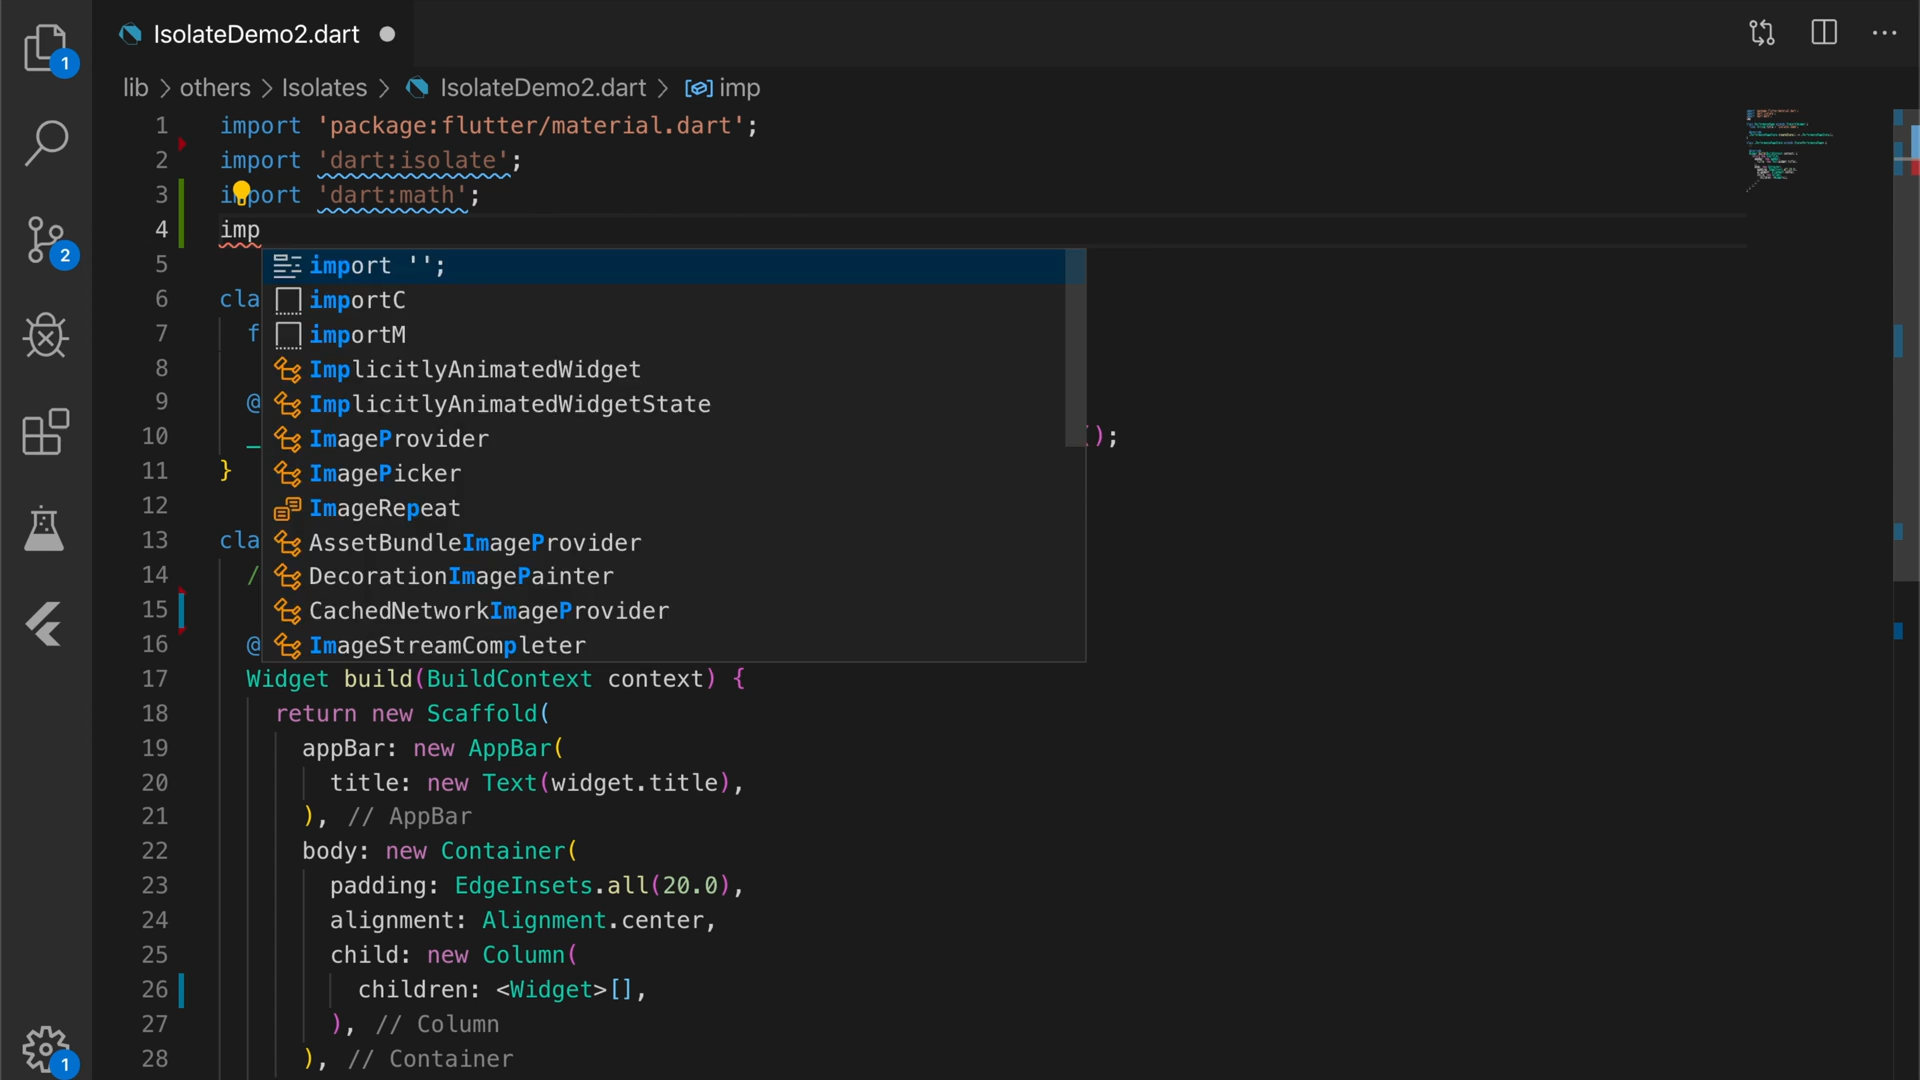 IsolateDemo2.dart
1
lib > others > Isolates > IsolateDemo2.dart > imp
1 import 'package:flutter/material.dart';
2 import 'dart:isolate';
3 import 'dart:math';
4 imp
5 import '';
6 cla importC
7 f importM
8 ImplicitlyAnimatedWidget
9 @ ImplicitlyAnimatedWidgetState
10 _ ImageProvider ();
11 } ImagePicker
12 ImageRepeat
13 cla AssetBundleImageProvider
14 / DecorationImagePainter
15 CachedNetworkImageProvider
16 @ ImageStreamCompleter
17 Widget build(BuildContext context) {
18 return new Scaffold(
19 appBar: new AppBar(
20 title: new Text(widget.title),
21 ), // AppBar
22 body: new Container(
23 padding: EdgeInsets.all(20.0),
24 alignment: Alignment.center,
25 child: new Column(
26 children: <Widget>[],
27 ), // Column
28 ), // Container
2
1